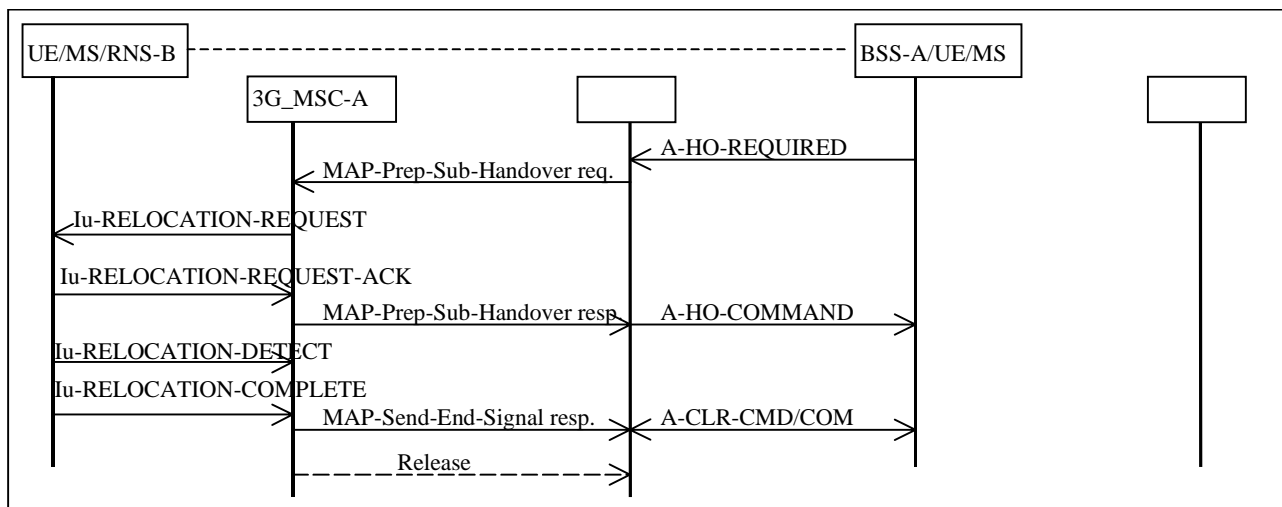 UE/MS/RNS-B
BSS-A/UE/MS
3G_MSC-A
A-HO-REQUIRED
MAP-Prep-Sub-Handover req.
Iu-RELOCATION-REQUEST
Iu-RELOCATION-REQUEST-ACK
MAP-Prep-Sub-Handover resp.
A-HO-COMMAND
Iu-RELOCATION-DETECT
Iu-RELOCATION-COMPLETE
MAP-Send-End-Signal resp.
A-CLR-CMD/COM
Release